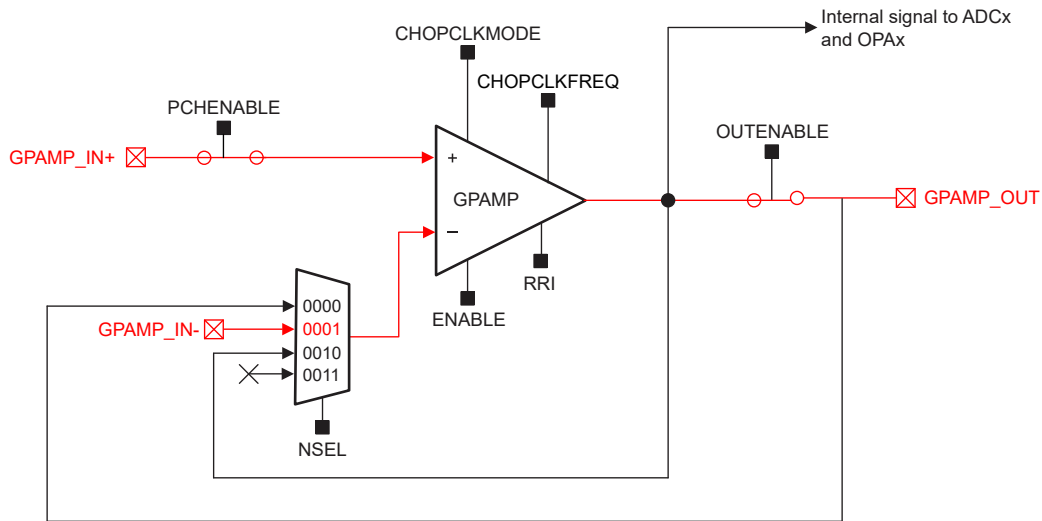 Internal signal to ADCx
and OPAx
CHOPCLKMODE
CHOPCLKFREQ
PCHENABLE
OUTENABLE
GPAMP_IN+
+
GPAMP
GPAMP_OUT
−
RRI
ENABLE
0000
GPAMP_IN-
0001
0010
0011
NSEL